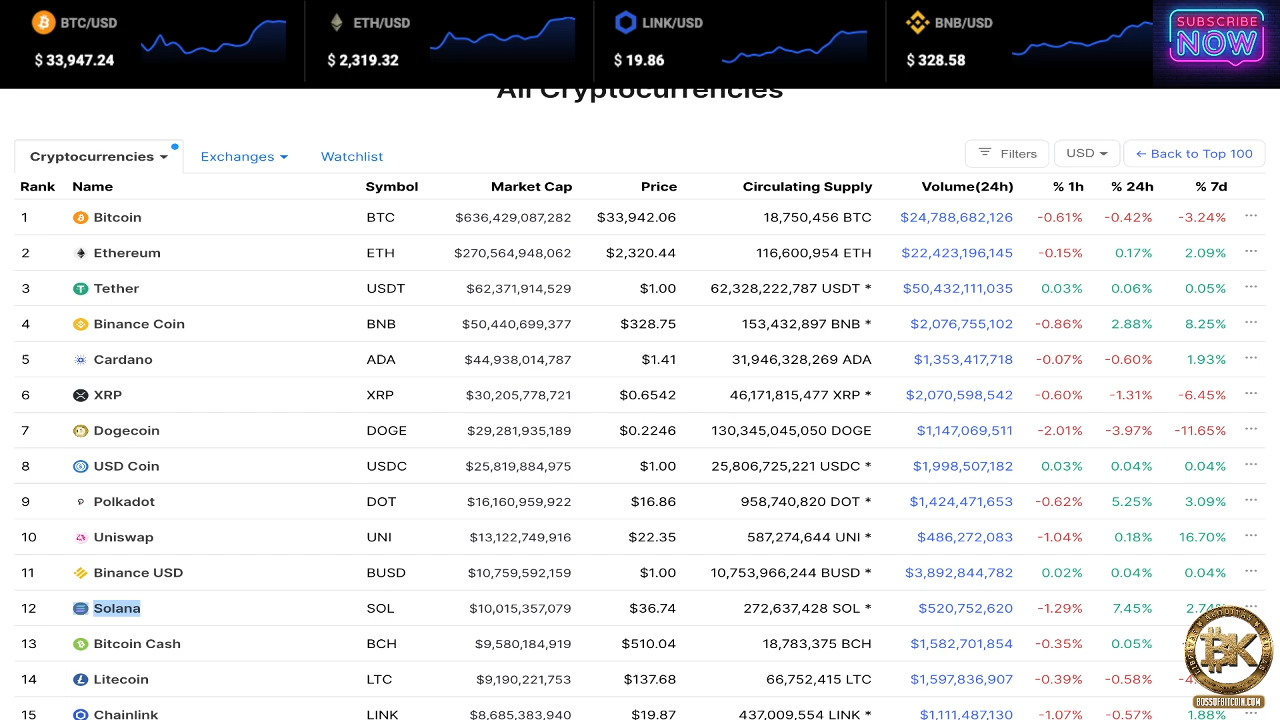 BTC/USD ETH/USD LINK/USD BNB/USD SUBSCRIBE
$ 33,947.24 $ 2,319.32 $ 19.86 $ 328.58 NOW
All Cryptocurrencies
Cryptocurrencies Exchanges Watchlist Filters USD ← Back to Top 100
Rank Name Symbol Market Cap Price Circulating Supply Volume(24h) % 1h % 24h % 7d
1 Bitcoin BTC $636,429,087,282 $33,942.06 18,750,456 BTC $24,788,682,126 -0.61% -0.42% -3.24% ...
2 Ethereum ETH $270,564,948,062 $2,320.44 116,600,954 ETH $22,423,196,145 -0.15% 0.17% 2.09% ...
3 Tether USDT $62,371,914,529 $1.00 62,328,222,787 USDT * $50,432,111,035 0.03% 0.06% 0.05% ...
4 Binance Coin BNB $50,440,699,377 $328.75 153,432,897 BNB * $2,076,755,102 -0.86% 2.88% 8.25% ...
5 Cardano ADA $44,938,014,787 $1.41 31,946,328,269 ADA $1,353,417,718 -0.07% -0.60% 1.93% ...
6 XRP XRP $30,205,778,721 $0.6542 46,171,815,477 XRP * $2,070,598,542 -0.60% -1.31% -6.45% ...
7 Dogecoin DOGE $29,281,935,189 $0.2246 130,345,045,050 DOGE $1,147,069,511 -2.01% -3.97% -11.65% ...
8 USD Coin USDC $25,819,884,975 $1.00 25,806,725,221 USDC * $1,998,507,182 0.03% 0.04% 0.04% ...
9 Polkadot DOT $16,160,959,922 $16.86 958,740,820 DOT * $1,424,471,653 -0.62% 5.25% 3.09% ...
10 Uniswap UNI $13,122,749,916 $22.35 587,274,644 UNI * $486,272,083 -1.04% 0.18% 16.70% ...
11 Binance USD BUSD $10,759,592,159 $1.00 10,753,966,244 BUSD * $3,892,844,782 0.02% 0.04% 0.04% ...
12 Solana SOL $10,015,357,079 $36.74 272,637,428 SOL * $520,752,620 -1.29% 7.45% 2.74% ...
13 Bitcoin Cash BCH $9,580,184,919 $510.04 18,783,375 BCH $1,582,701,854 -0.35% 0.05%
14 Litecoin LTC $9,190,221,753 $137.68 66,752,415 LTC $1,597,836,907 -0.39% -0.58%
15 Chainlink LINK $8,685,383,940 $19.87 437,009,554 LINK * $1,111,487,130 -1.07% -0.57% 1.88% ...
BK
BOSSOFBITCOIN.COM